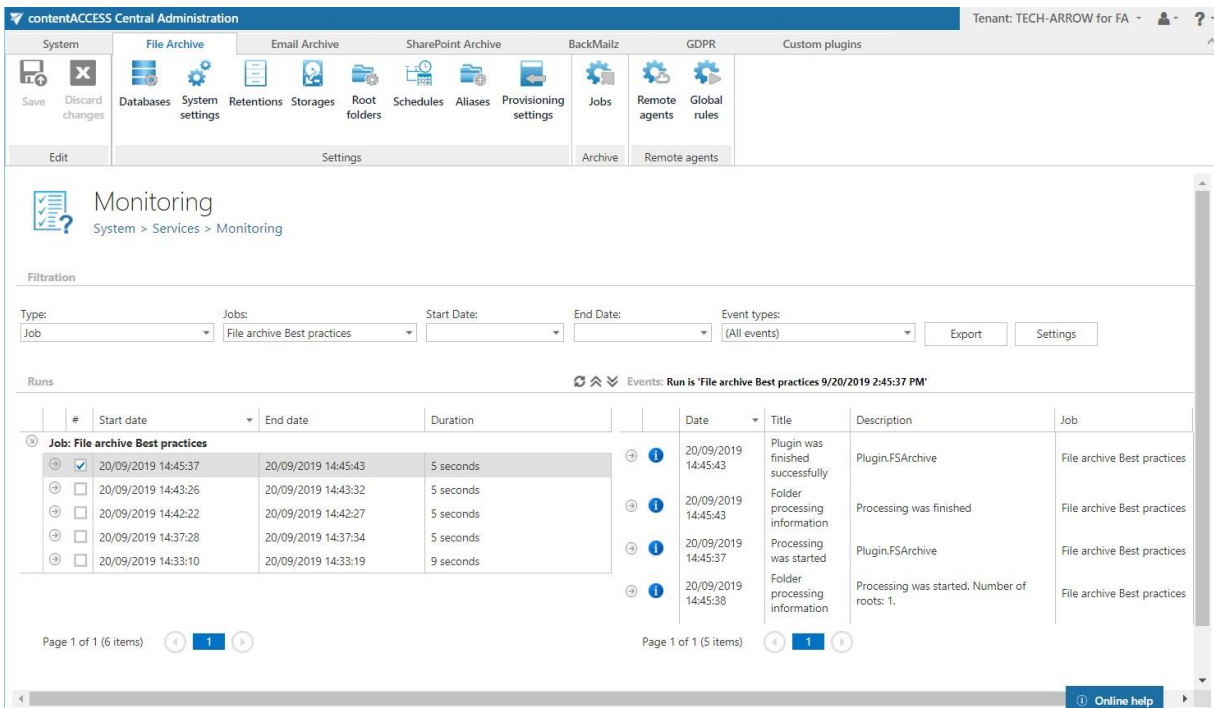 contentACCESS Central Administration
Tenant: TECH-ARROW for FA
?
System
File Archive
Email Archive
SharePoint Archive
BackMailz
GDPR
Custom plugins
Save
Discard
changes
Databases
System
settings
Retentions
Storages
Root
folders
Schedules
Aliases
Provisioning
settings
Jobs
Remote
agents
Global
rules
Edit
Settings
Archive
Remote agents
Monitoring
System > Services > Monitoring
Filtration
Type:
Jobs:
Start Date:
End Date:
Event types:
Job
File archive Best practices
(All events)
Export
Settings
Runs
Events: Run is 'File archive Best practices 9/20/2019 2:45:37 PM'
# Start date End date Duration
Job: File archive Best practices
20/09/2019 14:45:37 20/09/2019 14:45:43 5 seconds
20/09/2019 14:43:26 20/09/2019 14:43:32 5 seconds
20/09/2019 14:42:22 20/09/2019 14:42:27 5 seconds
20/09/2019 14:37:28 20/09/2019 14:37:34 5 seconds
20/09/2019 14:33:10 20/09/2019 14:33:19 9 seconds
Page 1 of 1 (6 items) 1
Date Title Description Job
20/09/2019
14:45:43
Plugin was
finished
successfully
Plugin.FSArchive
File archive Best practices
20/09/2019
14:45:43
Folder
processing
information
Processing was finished
File archive Best practices
20/09/2019
14:45:37
Processing
was started
Plugin.FSArchive
File archive Best practices
20/09/2019
14:45:38
Folder
processing
information
Processing was started. Number of
roots: 1.
File archive Best practices
Page 1 of 1 (5 items) 1
Online help